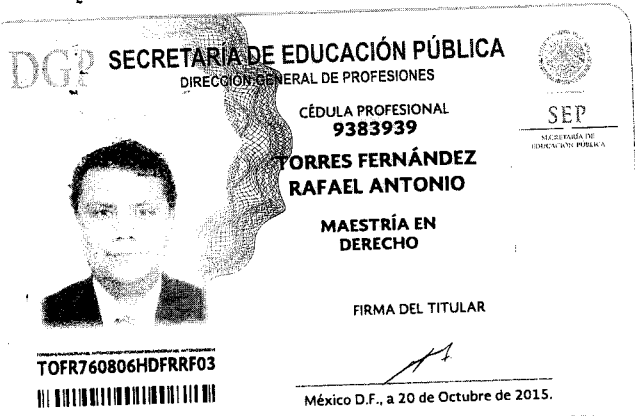 DGP
SECRETARÍA DE EDUCACIÓN PÚBLICA
DIRECCIÓN GENERAL DE PROFESIONES
CÉDULA PROFESIONAL
9383939
SEP
SECRETARÍA DE
EDUCACIÓN PÚBLICA
TORRES FERNÁNDEZ
RAFAEL ANTONIO
MAESTRÍA EN
DERECHO
FIRMA DEL TITULAR
TOFR760806HDFRRF03
México D.F., a 20 de Octubre de 2015.